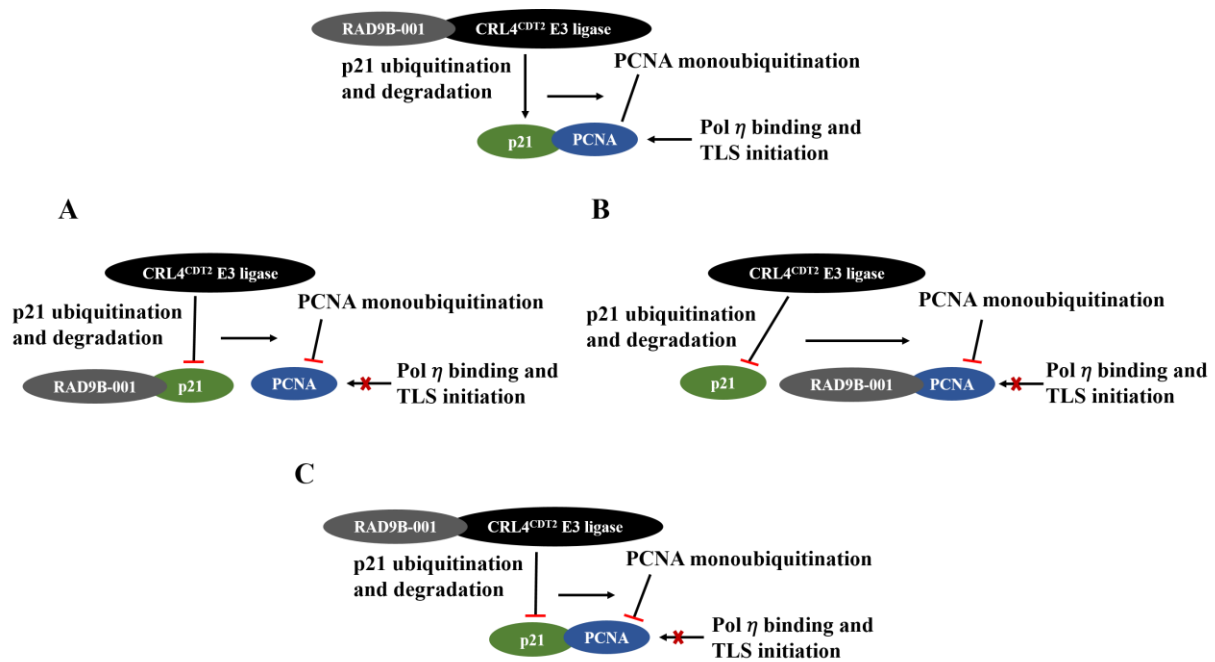 RAD9B-001
CRL4CDT2 E3 ligase
p21 ubiquitination
and degradation
PCNA monoubiquitination
p21
PCNA
Pol η binding and
TLS initiation
A
CRL4CDT2 E3 ligase
p21 ubiquitination
and degradation
PCNA monoubiquitination
RAD9B-001
p21
PCNA
Pol η binding and
TLS initiation
B
CRL4CDT2 E3 ligase
p21 ubiquitination
and degradation
PCNA monoubiquitination
p21
RAD9B-001
PCNA
Pol η binding and
TLS initiation
C
RAD9B-001
CRL4CDT2 E3 ligase
p21 ubiquitination
and degradation
PCNA monoubiquitination
p21
PCNA
Pol η binding and
TLS initiation